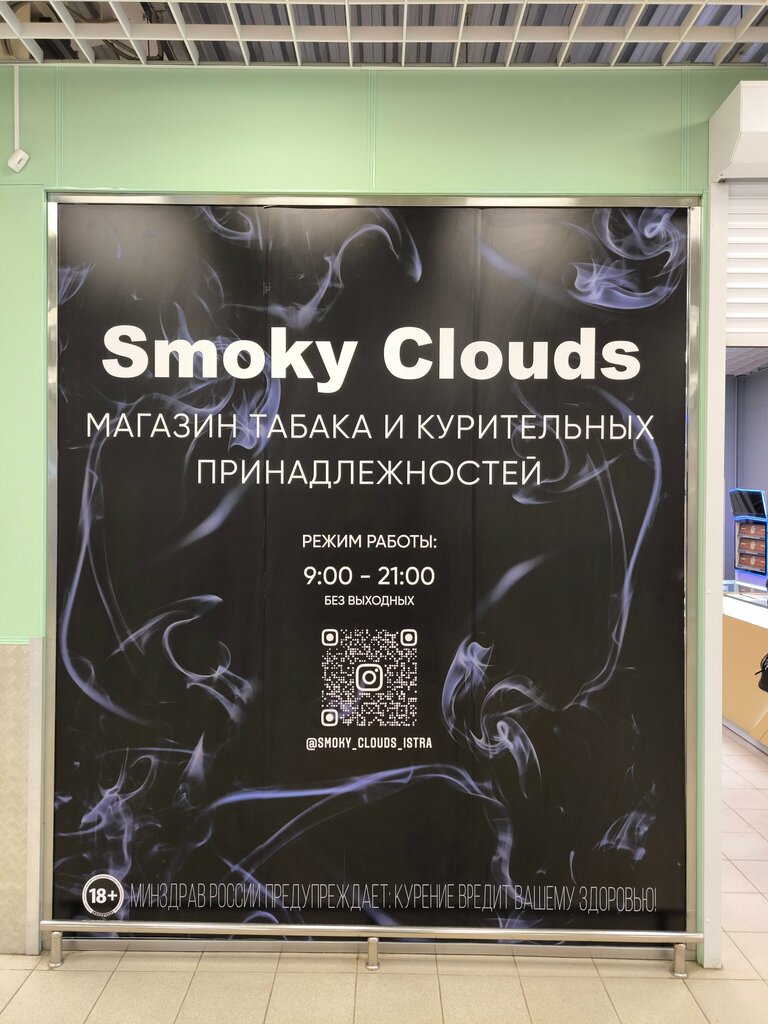 Smoky Clouds
МАГАЗИН ТАБАКА И КУРИТЕЛЬНЫХ
ПРИНАДЛЕЖНОСТЕЙ
РЕЖИМ РАБОТЫ:
9:00 - 21:00
БЕЗ ВЫХОДНЫХ
@SMOKY_CLOUDS_ISTRA
18+ МИНЗДРАВ РОССИИ ПРЕДУПРЕЖДАЕТ: КУРЕНИЕ ВРЕДИТ ВАШЕМУ ЗДОРОВЬЮ!